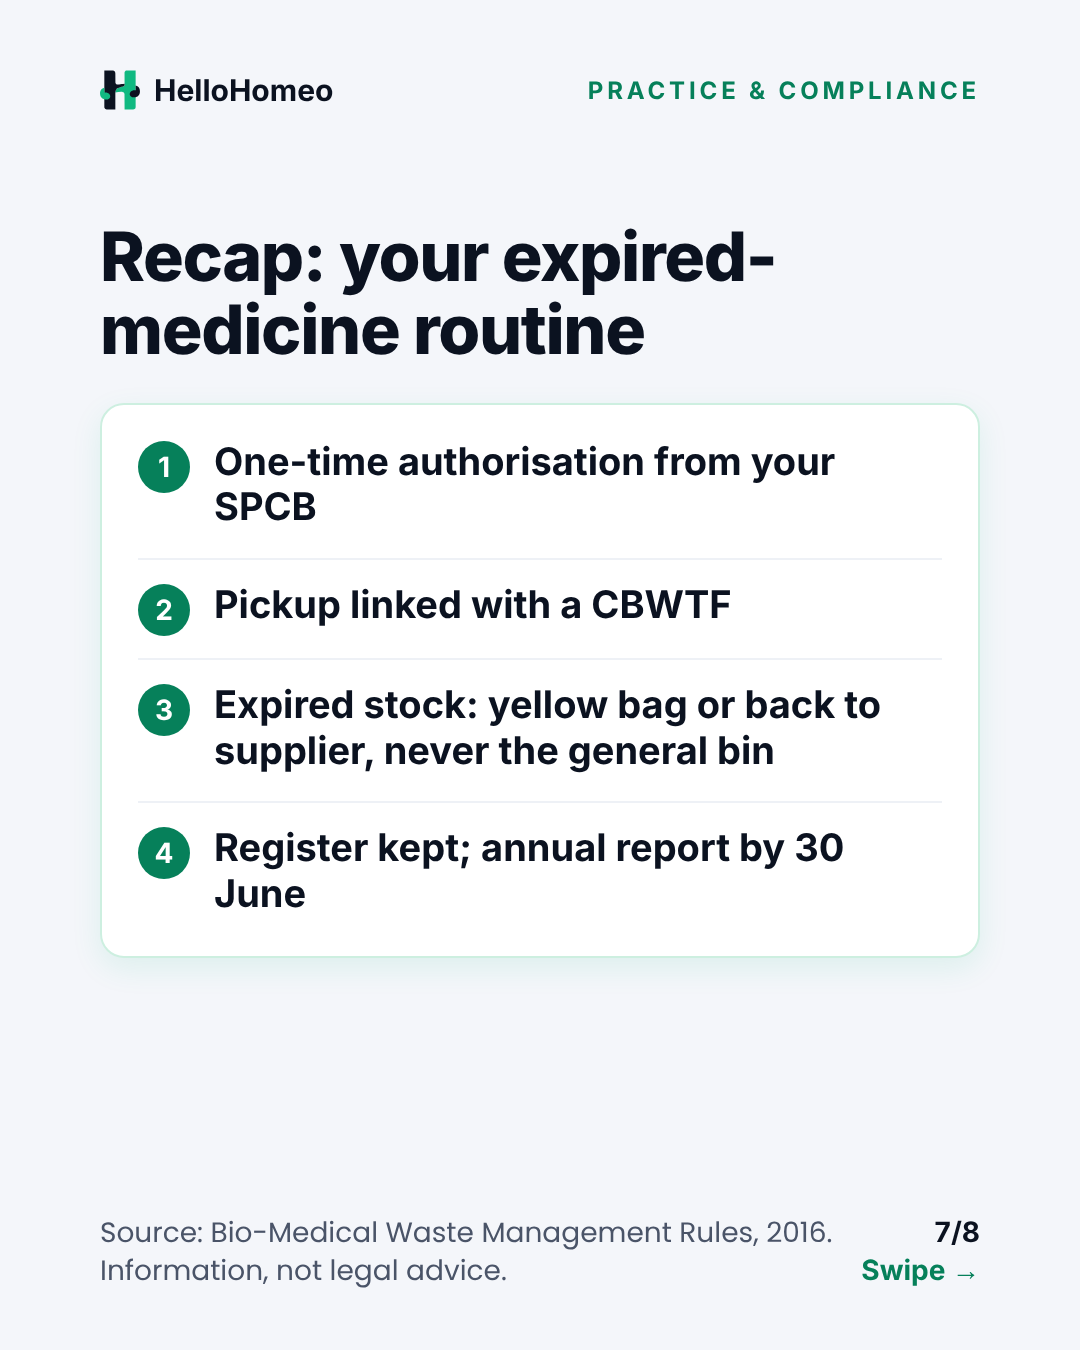 HelloHomeo
PRACTICE & COMPLIANCE
Recap: your expired-
medicine routine
1 One-time authorisation from your
SPCB
2 Pickup linked with a CBWTF
3 Expired stock: yellow bag or back to
supplier, never the general bin
4 Register kept; annual report by 30
June
Source: Bio-Medical Waste Management Rules, 2016.
Information, not legal advice.
7/8
Swipe →